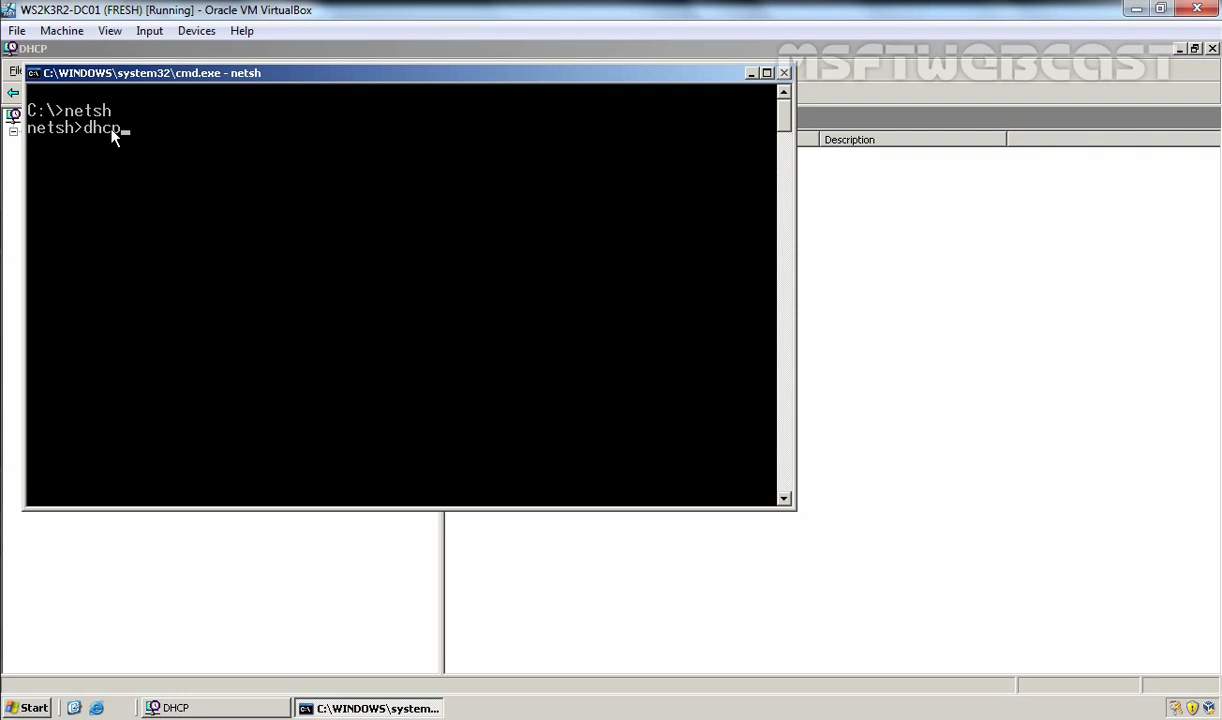 WS2K3R2-DC01 (FRESH) [Running] - Oracle VM VirtualBox
File Machine View Input Devices Help
DHCP
MSFTWEBCAST
C:\WINDOWS\system32\cmd.exe - netsh
C:\>netsh
netsh>dhcp
Description
Start
DHCP
C:\WINDOWS\system...